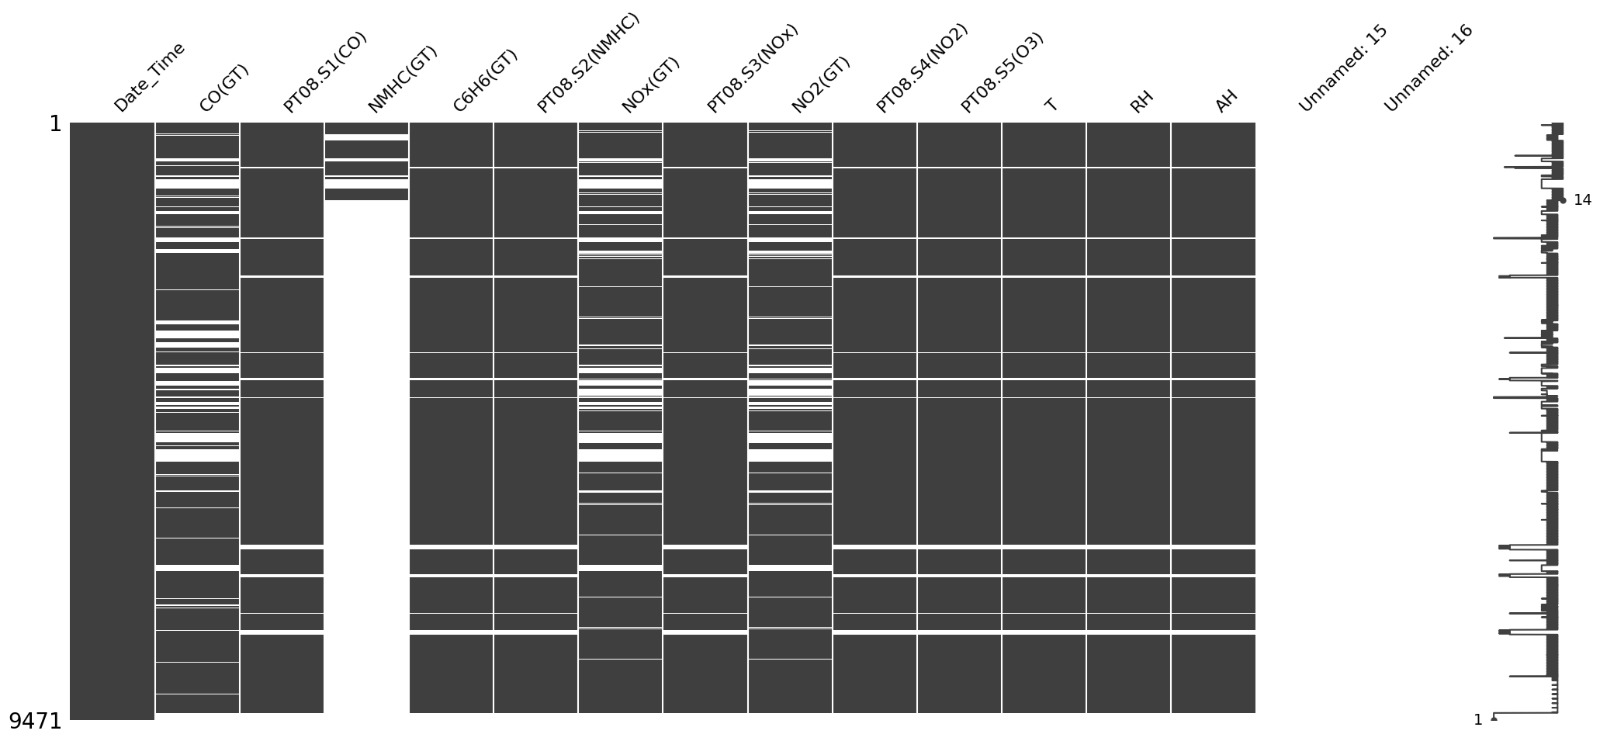 Date_Time
CO(GT)
PT08.S1(CO)
NMHC(GT)
C6H6(GT)
PT08.S2(NMHC)
NOx(GT)
PT08.S3(NOx)
NO2(GT)
PT08.S4(NO2)
PT08.S5(O3)
T
RH
AH
Unnamed: 15
Unnamed: 16
1
14
9471
1